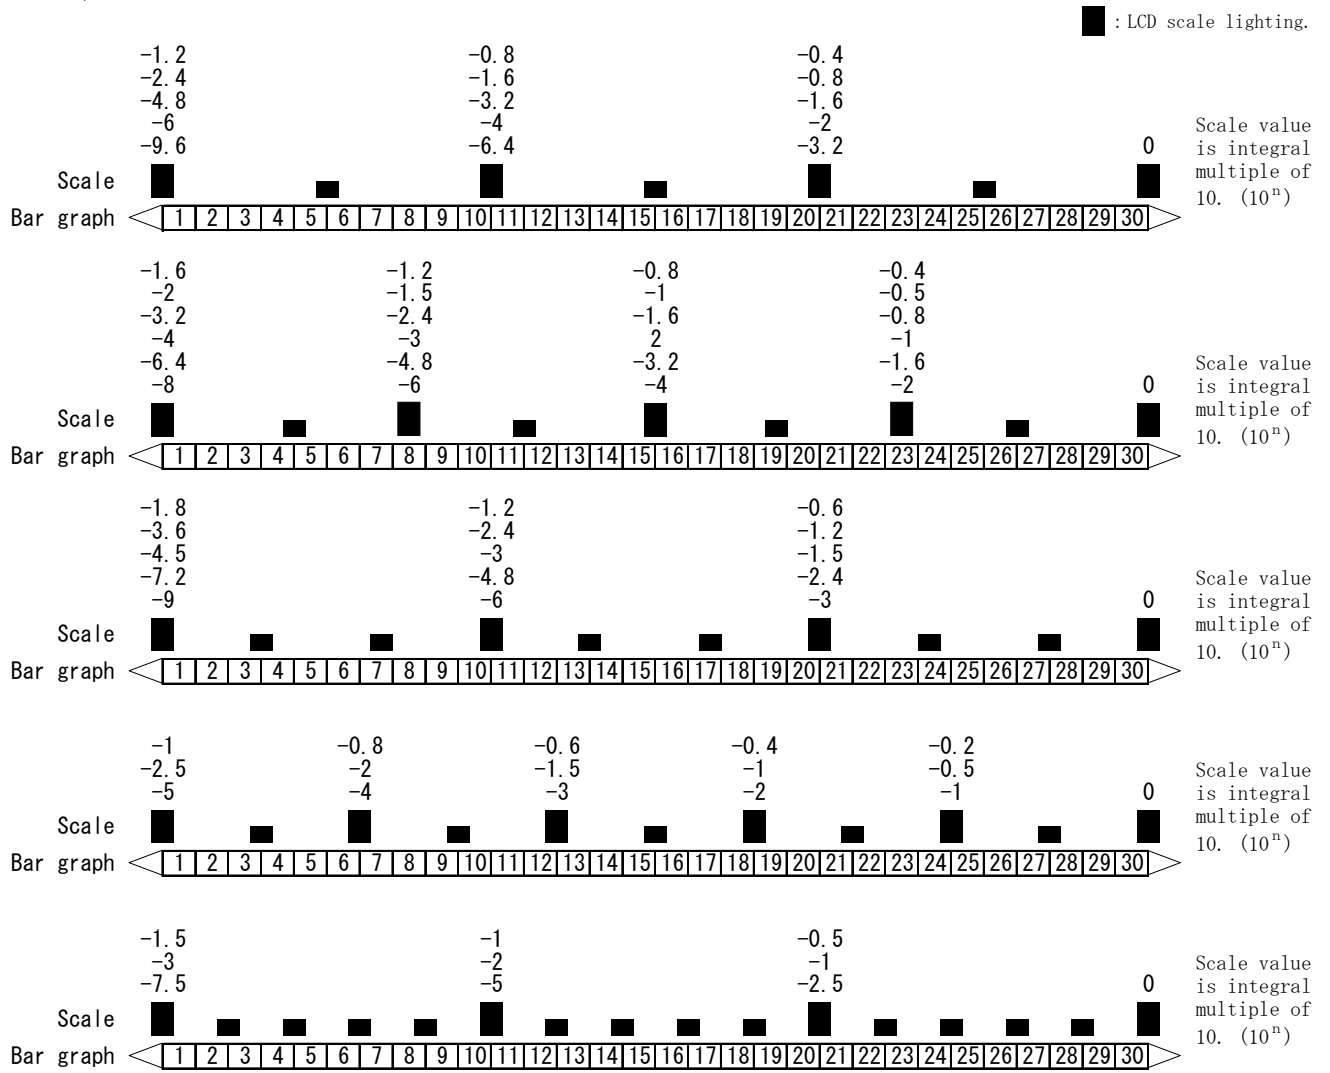 : LCD scale lighting.
-1.2 -0.8 -0.4
-2.4 -1.6 -0.8
-4.8 -3.2 -1.6
-6 -4 -2
-9.6 -6.4 -3.2 0
Scale value
is integral
multiple of
10. (10ⁿ)
Scale
Bar graph 1 2 3 4 5 6 7 8 9 10 11 12 13 14 15 16 17 18 19 20 21 22 23 24 25 26 27 28 29 30
-1.6 -1.2 -0.8 -0.4
-2 -1.5 -1 -0.5
-3.2 -2.4 -1.6 -0.8
-4 -3 2 -1
-6.4 -4.8 -3.2 -1.6
-8 -6 -4 -2 0
Scale value
is integral
multiple of
10. (10ⁿ)
Scale
Bar graph 1 2 3 4 5 6 7 8 9 10 11 12 13 14 15 16 17 18 19 20 21 22 23 24 25 26 27 28 29 30
-1.8 -1.2 -0.6
-3.6 -2.4 -1.2
-4.5 -3 -1.5
-7.2 -4.8 -2.4
-9 -6 -3 0
Scale value
is integral
multiple of
10. (10ⁿ)
Scale
Bar graph 1 2 3 4 5 6 7 8 9 10 11 12 13 14 15 16 17 18 19 20 21 22 23 24 25 26 27 28 29 30
-1 -0.8 -0.6 -0.4 -0.2
-2.5 -2 -1.5 -1 -0.5
-5 -4 -3 -2 -1 0
Scale value
is integral
multiple of
10. (10ⁿ)
Scale
Bar graph 1 2 3 4 5 6 7 8 9 10 11 12 13 14 15 16 17 18 19 20 21 22 23 24 25 26 27 28 29 30
-1.5 -1 -0.5
-3 -2 -1
-7.5 -5 -2.5 0
Scale value
is integral
multiple of
10. (10ⁿ)
Scale
Bar graph 1 2 3 4 5 6 7 8 9 10 11 12 13 14 15 16 17 18 19 20 21 22 23 24 25 26 27 28 29 30